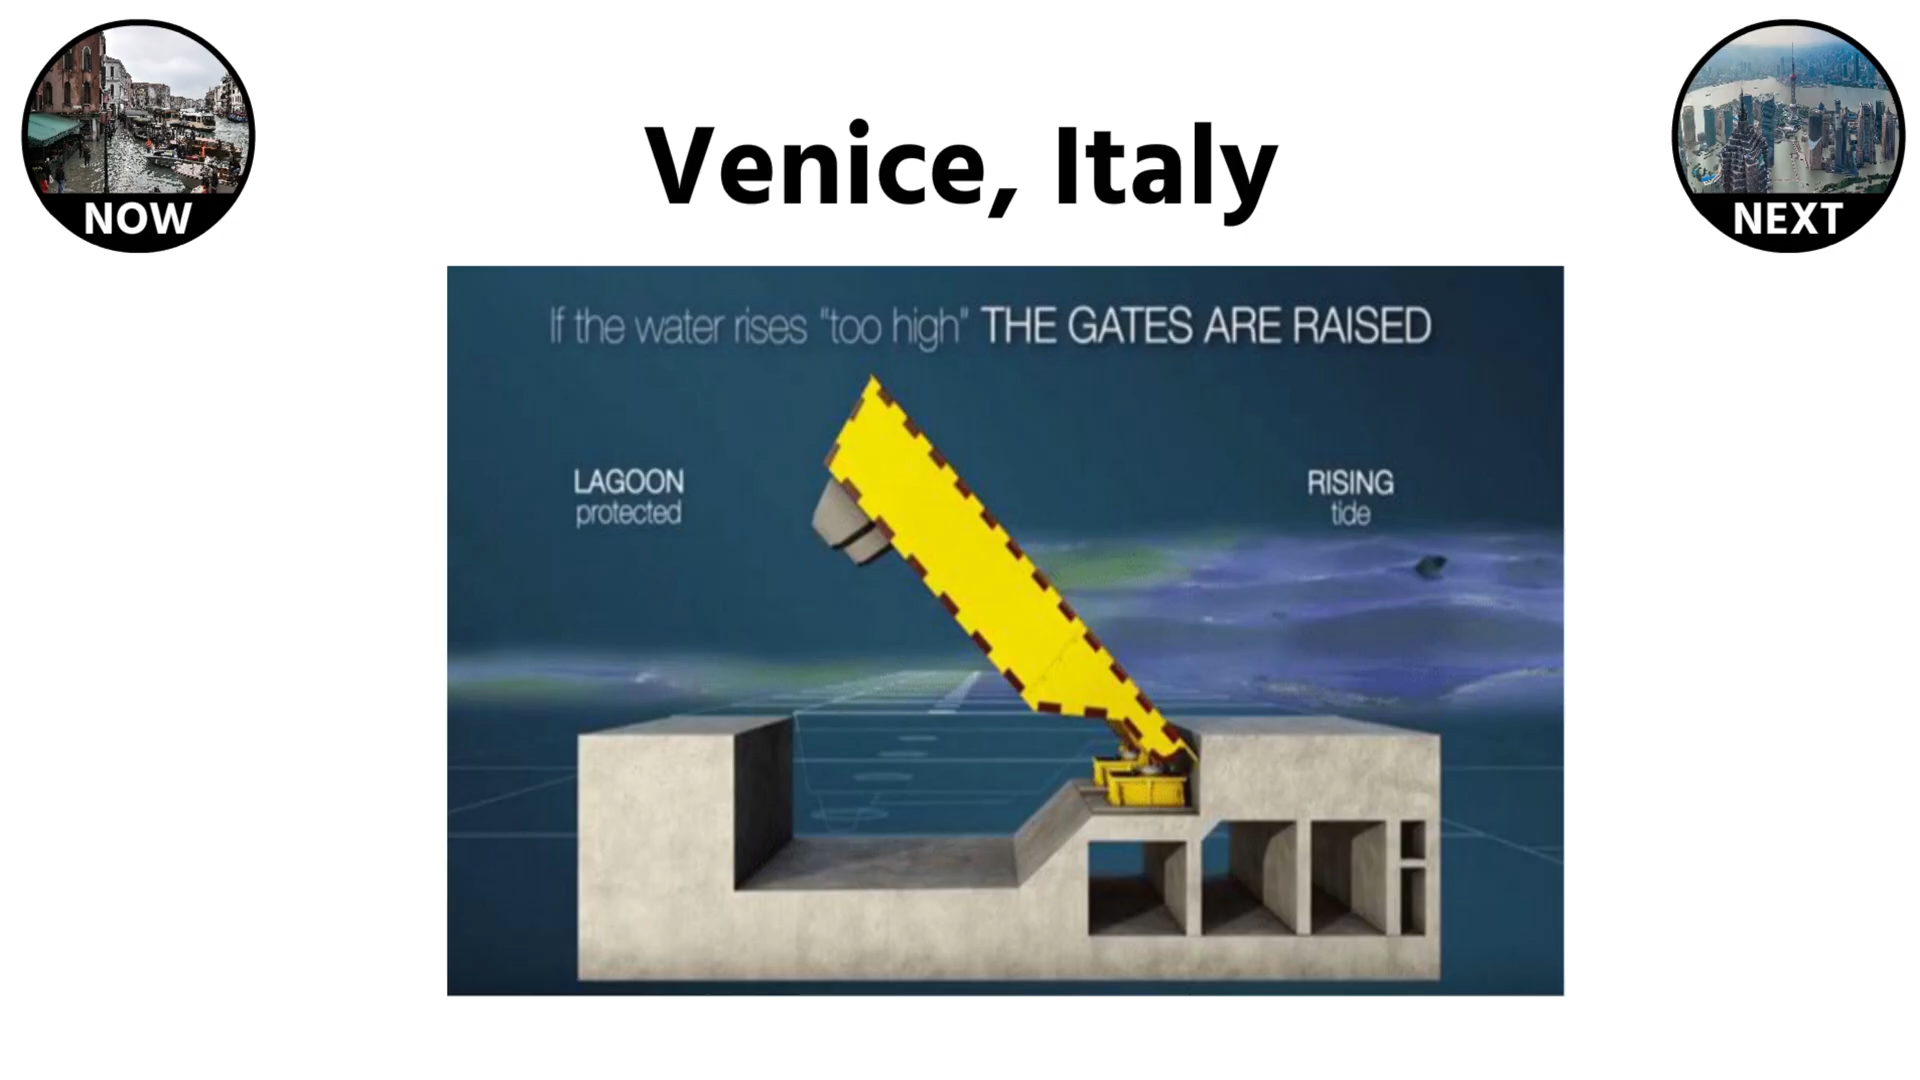 NOW
Venice, Italy
NEXT
If the water rises "too high" THE GATES ARE RAISED
LAGOON
protected
RISING
tide